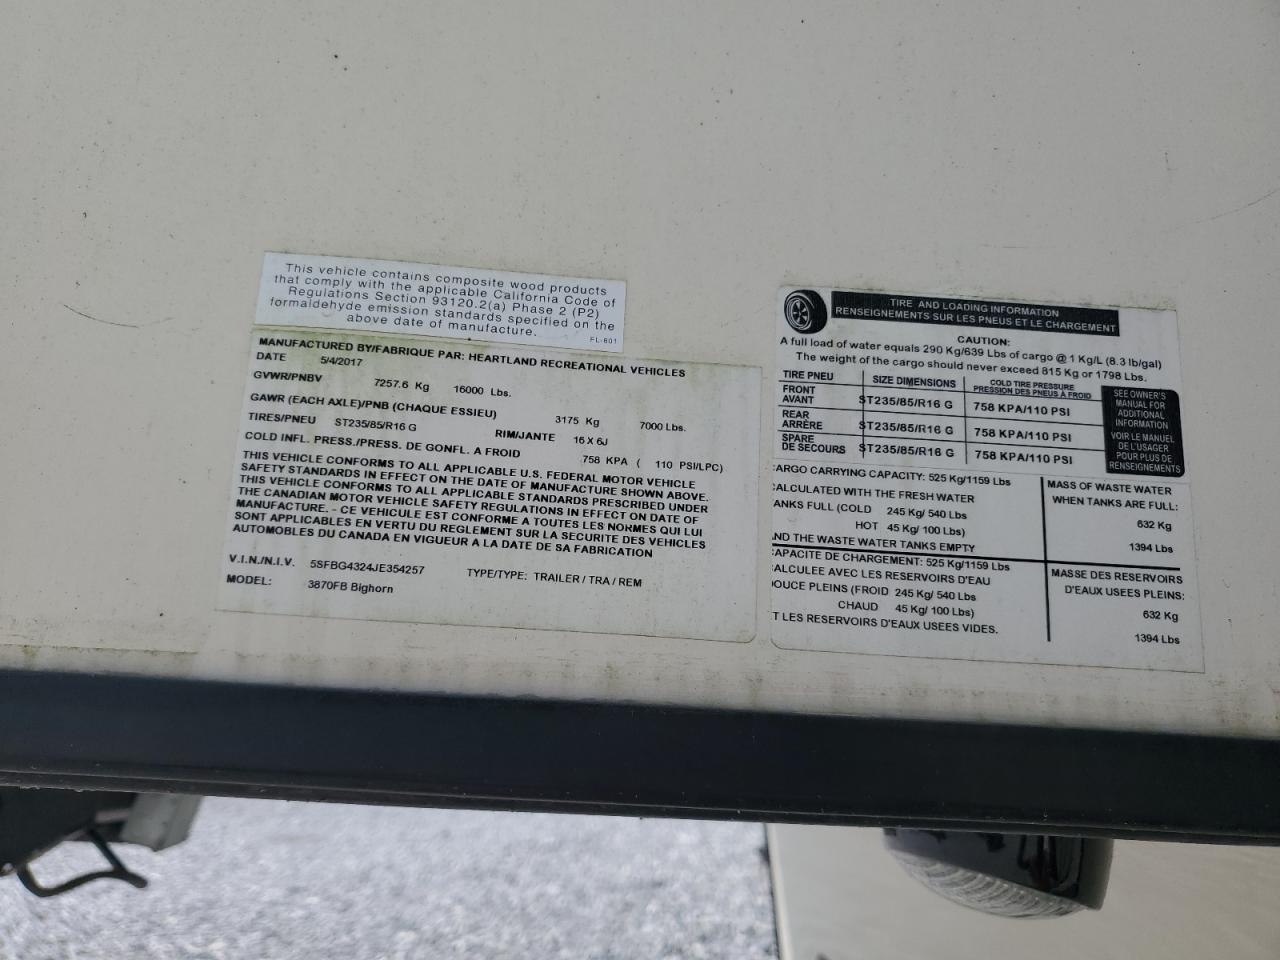 This vehicle contains composite wood products
that comply with the applicable California Code of
Regulations Section 93120.2(a) Phase 2 (P2)
formaldehyde emission standards specified on the
above date of manufacture.
FL-601
MANUFACTURED BY/FABRIQUE PAR: HEARTLAND RECREATIONAL VEHICLES
DATE 5/4/2017
GVWR/PNBV 7257.6 Kg 16000 Lbs.
GAWR (EACH AXLE)/PNB (CHAQUE ESSIEU) 3175 Kg 7000 Lbs.
TIRES/PNEU ST235/85/R16 G RIM/JANTE 16 X 6J
COLD INFL. PRESS./PRESS. DE GONFL. A FROID 758 KPA ( 110 PSI/LPC)
THIS VEHICLE CONFORMS TO ALL APPLICABLE U.S. FEDERAL MOTOR VEHICLE
SAFETY STANDARDS IN EFFECT ON THE DATE OF MANUFACTURE SHOWN ABOVE.
THIS VEHICLE CONFORMS TO ALL APPLICABLE STANDARDS PRESCRIBED UNDER
THE CANADIAN MOTOR VEHICLE SAFETY REGULATIONS IN EFFECT ON DATE OF
MANUFACTURE. - CE VEHICULE EST CONFORME A TOUTES LES NORMES QUI LUI
SONT APPLICABLES EN VERTU DU REGLEMENT SUR LA SECURITE DES VEHICLES
AUTOMOBILES DU CANADA EN VIGUEUR A LA DATE DE SA FABRICATION
V.I.N./N.I.V. 5SFBG4324JE354257 TYPE/TYPE: TRAILER / TRA / REM
MODEL: 3870FB Bighorn
TIRE AND LOADING INFORMATION
RENSEIGNEMENTS SUR LES PNEUS ET LE CHARGEMENT
CAUTION:
A full load of water equals 290 Kg/639 Lbs of cargo @ 1 Kg/L (8.3 lb/gal)
The weight of the cargo should never exceed 815 Kg or 1798 Lbs.
TIRE PNEU SIZE DIMENSIONS COLD TIRE PRESSURE
PRESSION DES PNEUS À FROID
FRONT
AVANT ST235/85/R16 G 758 KPA/110 PSI
REAR
ARRÈRE ST235/85/R16 G 758 KPA/110 PSI
SPARE
DE SECOURS ST235/85/R16 G 758 KPA/110 PSI
SEE OWNER'S
MANUAL FOR
ADDITIONAL
INFORMATION
VOIR LE MANUEL
DE L'USAGER
POUR PLUS DE
RENSEIGNEMENTS
ARGO CARRYING CAPACITY: 525 Kg/1159 Lbs
ALCULATED WITH THE FRESH WATER
ANKS FULL (COLD 245 Kg/ 540 Lbs
HOT 45 Kg/ 100 Lbs)
ND THE WASTE WATER TANKS EMPTY
MASS OF WASTE WATER
WHEN TANKS ARE FULL:
632 Kg
1394 Lbs
APACITE DE CHARGEMENT: 525 Kg/1159 Lbs
ALCULEE AVEC LES RESERVOIRS D'EAU
OUCE PLEINS (FROID 245 Kg/ 540 Lbs
CHAUD 45 Kg/ 100 Lbs)
T LES RESERVOIRS D'EAUX USEES VIDES.
MASSE DES RESERVOIRS
D'EAUX USEES PLEINS:
632 Kg
1394 Lbs